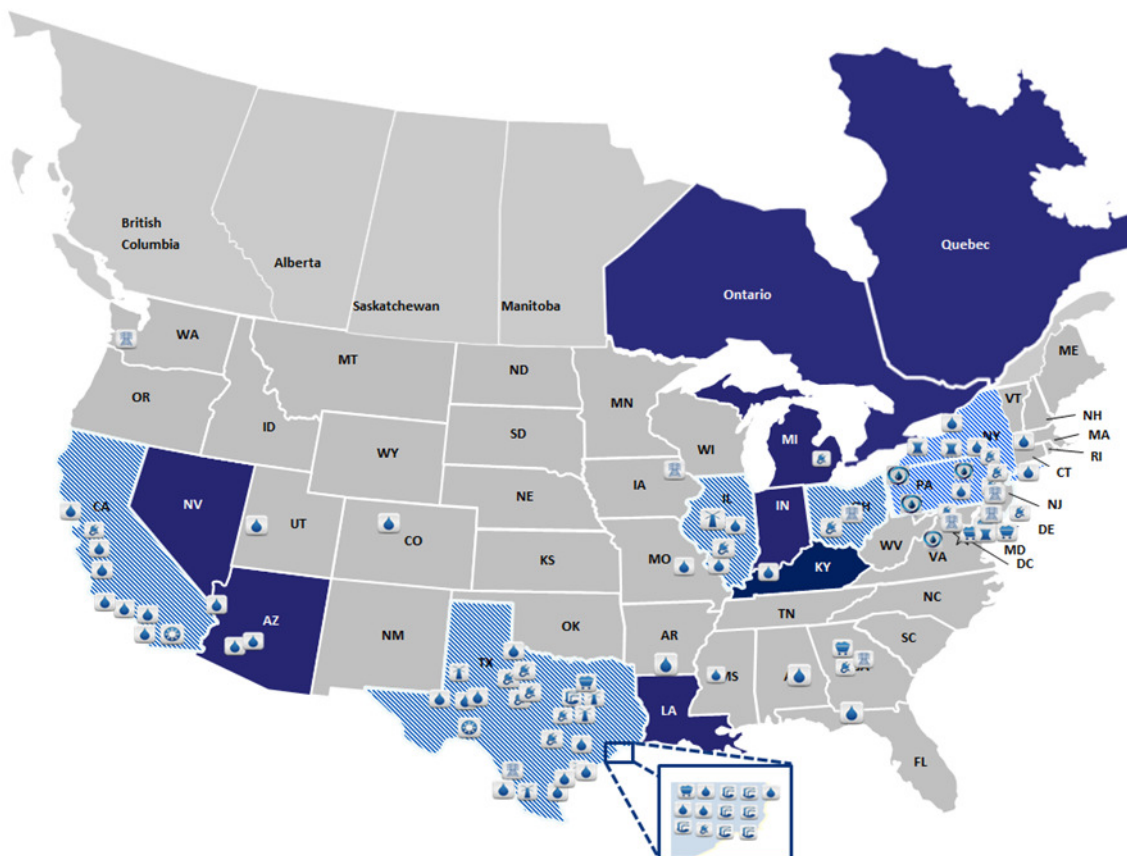 British
Columbia
Alberta
Saskatchewan
Manitoba
Ontario
Quebec
WA
MT
ND
MN
ME
OR
ID
SD
WI
MI
VT
NH
NY
MA
RI
WY
IA
CT
NE
IL
PA
NJ
CA
NV
UT
CO
IN
DE
KS
MO
KY
WV
VA
MD
DC
NC
TN
AZ
NM
OK
AR
SC
TX
LA
FL